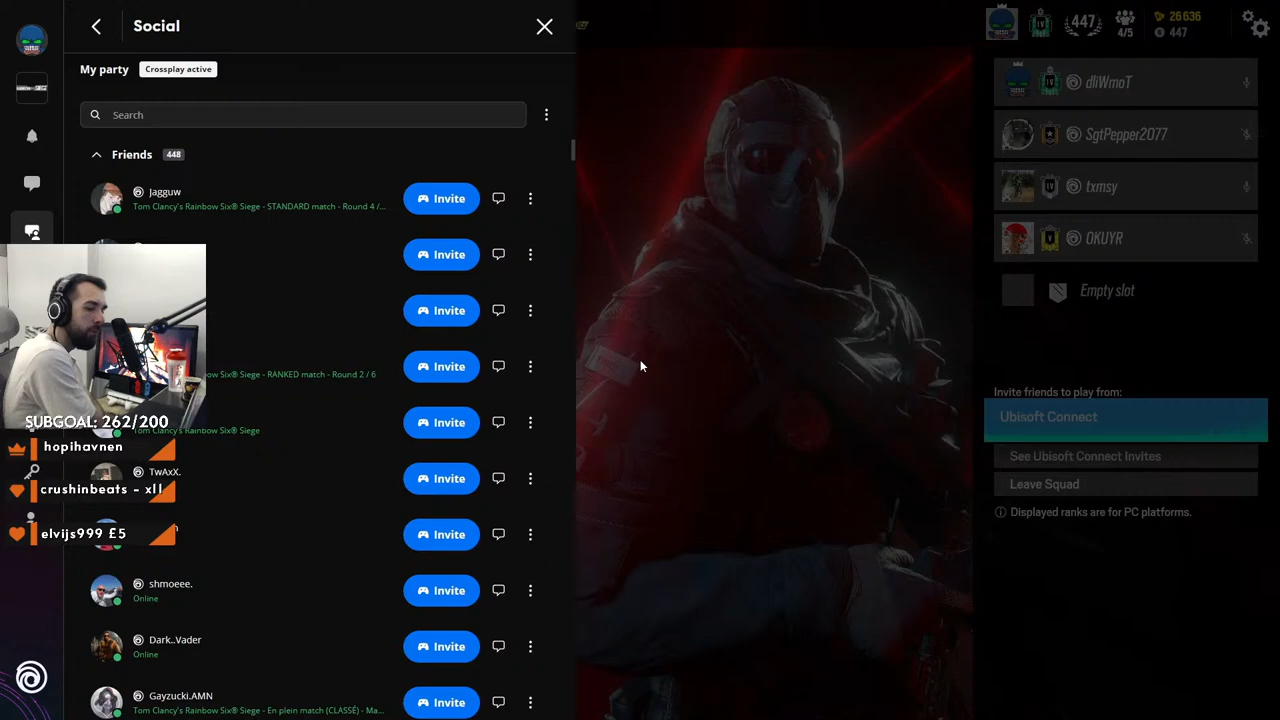 Social
My party
Crossplay active
Search
Friends 448
Jagguw
Tom Clancy's Rainbow Six® Siege - STANDARD match - Round 4 /...
Invite
Invite
Invite
Six® Siege - RANKED match - Round 2 / 6
Invite
Tom Clancy's Rainbow Six® Siege
Invite
TwAxX.
Invite
Invite
shmoeee.
Online
Invite
Dark..Vader
Online
Invite
Gayzucki.AMN
Tom Clancy's Rainbow Six® Siege - En plein match (CLASSÉ) - Ma...
Invite
SUBGOAL: 262/200
hopihavnen
crushinbeats - xll
elvijs999 £5
447
4/5
26 636
447
dliWmoT
SgtPepper2077
txmsy
OKUYR
Empty slot
Invite friends to play from:
Ubisoft Connect
See Ubisoft Connect Invites
Leave Squad
Displayed ranks are for PC platforms.